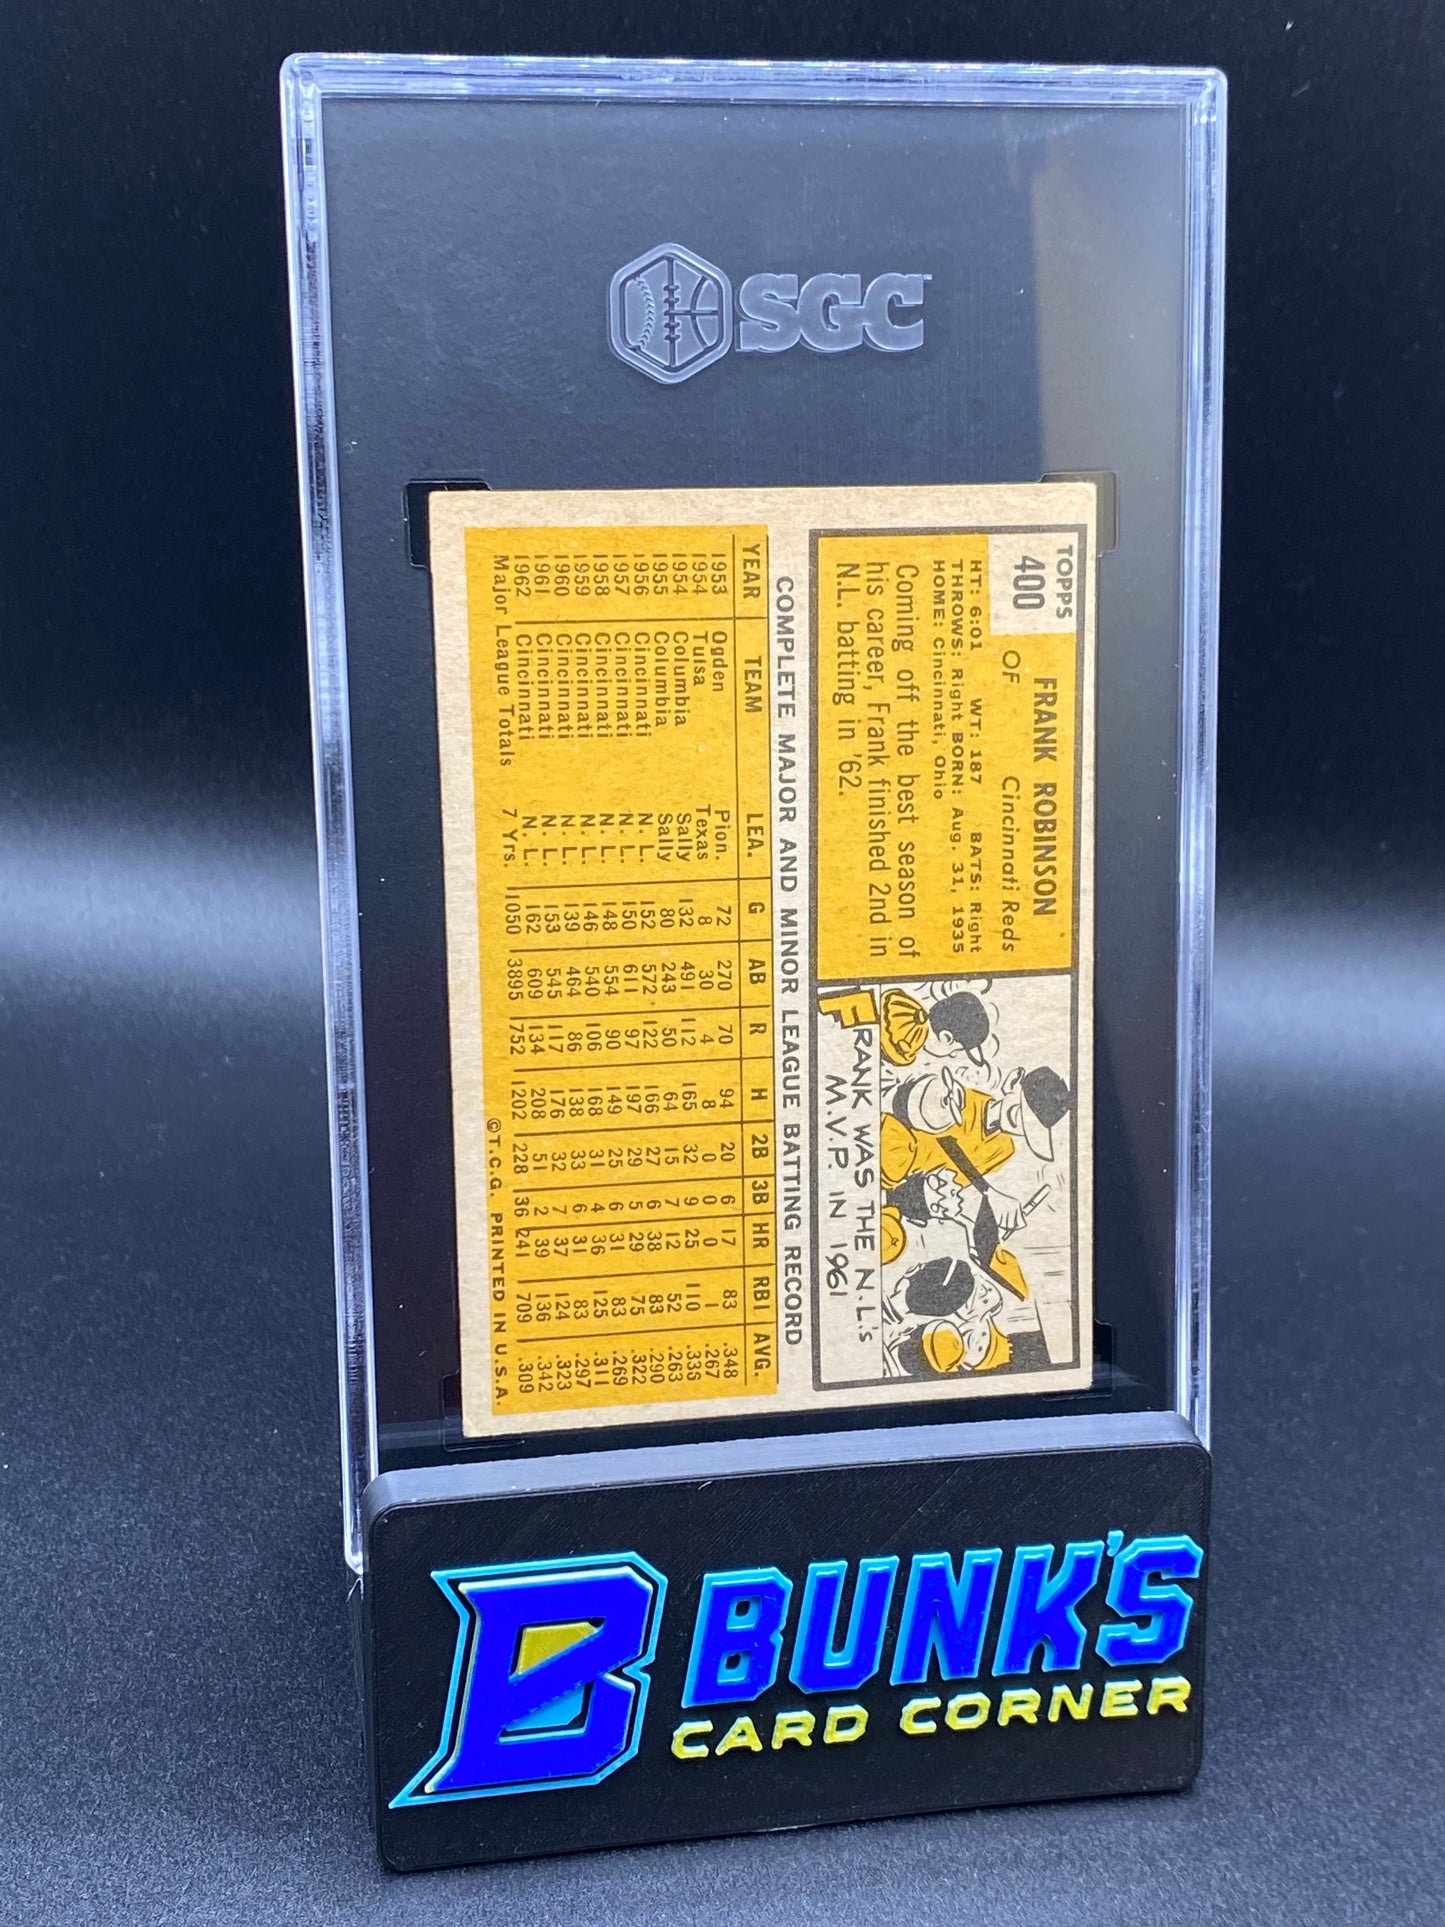 SGC
TOPPS
400
FRANK ROBINSON
OF Cincinnati Reds
HT: 6:01 WT: 187 BATS: Right
THROWS: Right BORN: Aug. 31, 1935
HOME: Cincinnati, Ohio
Coming off the best season of
his career, Frank finished 2nd in
N.L. batting in '62.
FRANK WAS THE N.L.'s
M.V.P. IN 1961
COMPLETE MAJOR AND MINOR LEAGUE BATTING RECORD
YEAR TEAM LEA. G AB R H 2B 3B HR RBI AVG.
1953 Ogden Pion. 72 270 70 94 20 6 17 83 .348
1954 Tulsa Texas 8 30 4 8 0 0 0 1 .267
1954 Columbia Sally 132 491 112 165 32 9 25 110 .336
1955 Columbia Sally 80 243 50 64 15 7 12 52 .263
1956 Cincinnati N. L. 152 572 122 166 27 6 38 83 .290
1957 Cincinnati N. L. 150 611 97 197 29 5 29 75 .322
1958 Cincinnati N. L. 148 554 90 149 25 6 31 83 .269
1959 Cincinnati N. L. 146 540 106 168 31 4 36 125 .311
1960 Cincinnati N. L. 139 464 86 138 33 6 31 83 .297
1961 Cincinnati N. L. 153 545 117 176 32 7 37 124 .323
1962 Cincinnati N. L. 162 609 134 208 51 2 39 136 .342
Major League Totals 7 Yrs. 1050 3895 752 1202 228 36 241 709 .309
©T.C.G. PRINTED IN U.S.A.
B BUNK'S
CARD CORNER